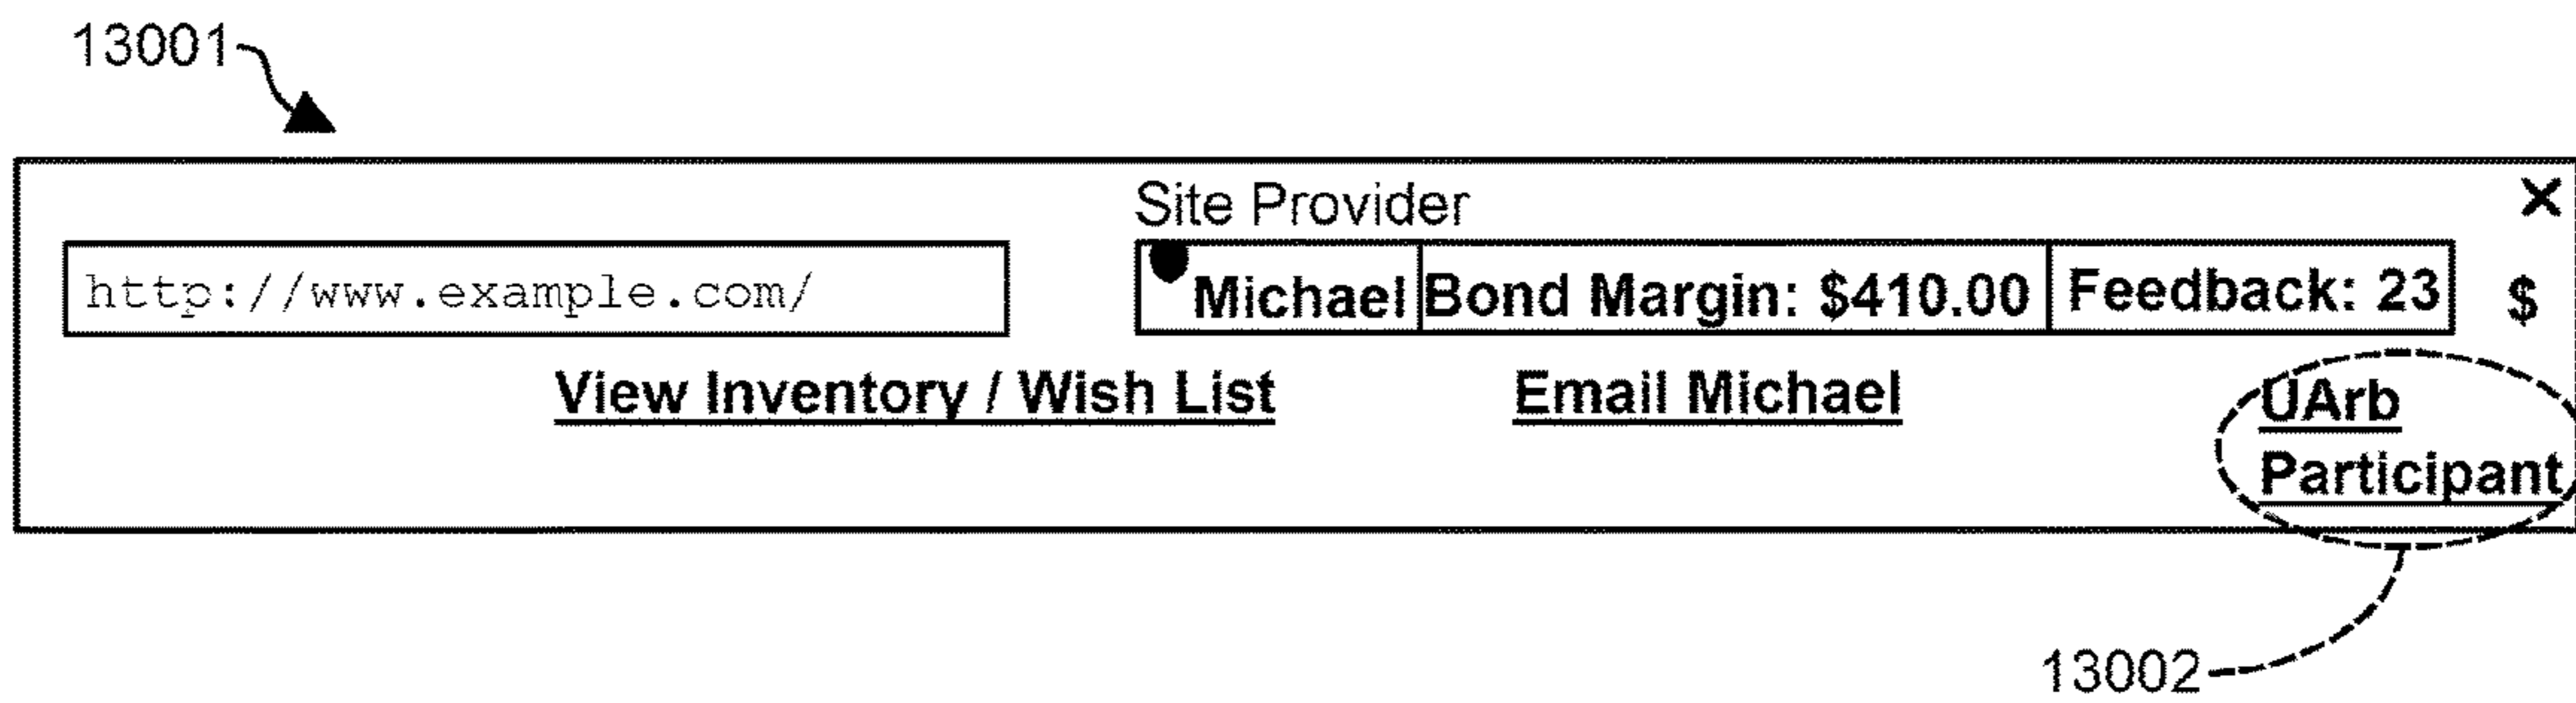 13001
Site Provider
×
http://www.example.com/
Michael Bond Margin: $410.00 Feedback: 23 $
View Inventory / Wish List Email Michael UArb
Participant
13002